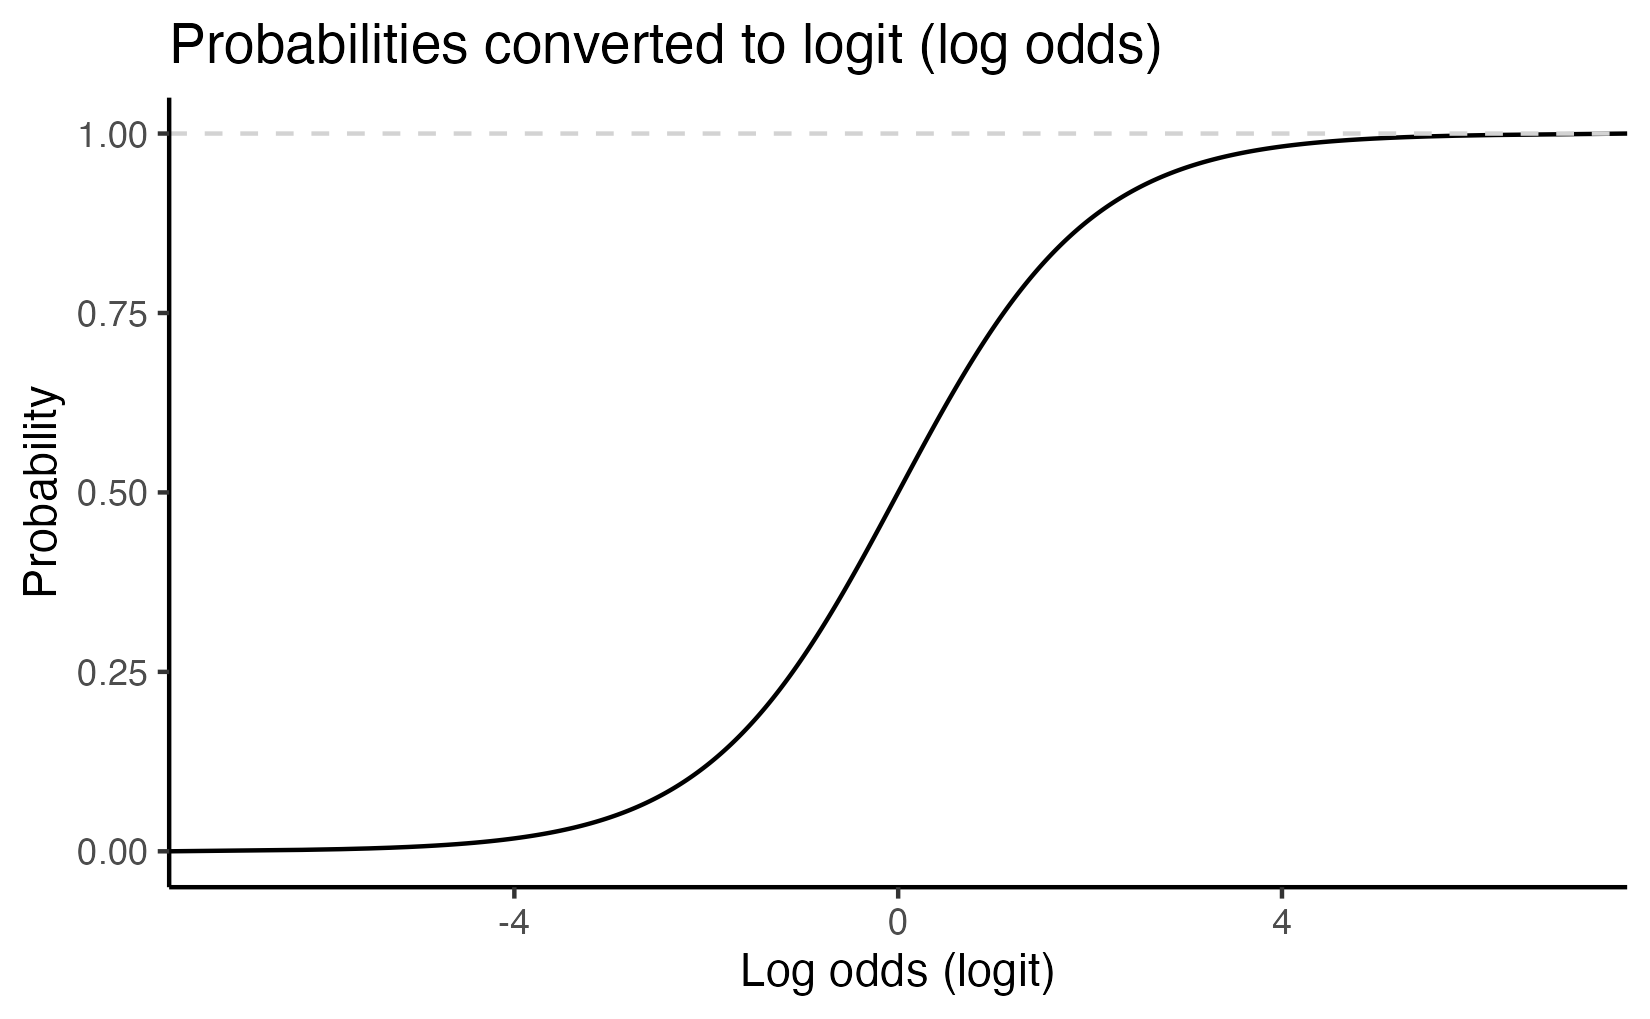 Probabilities converted to logit (log odds)
Probability
1.00
0.75
0.50
0.25
0.00
-4
0
4
Log odds (logit)